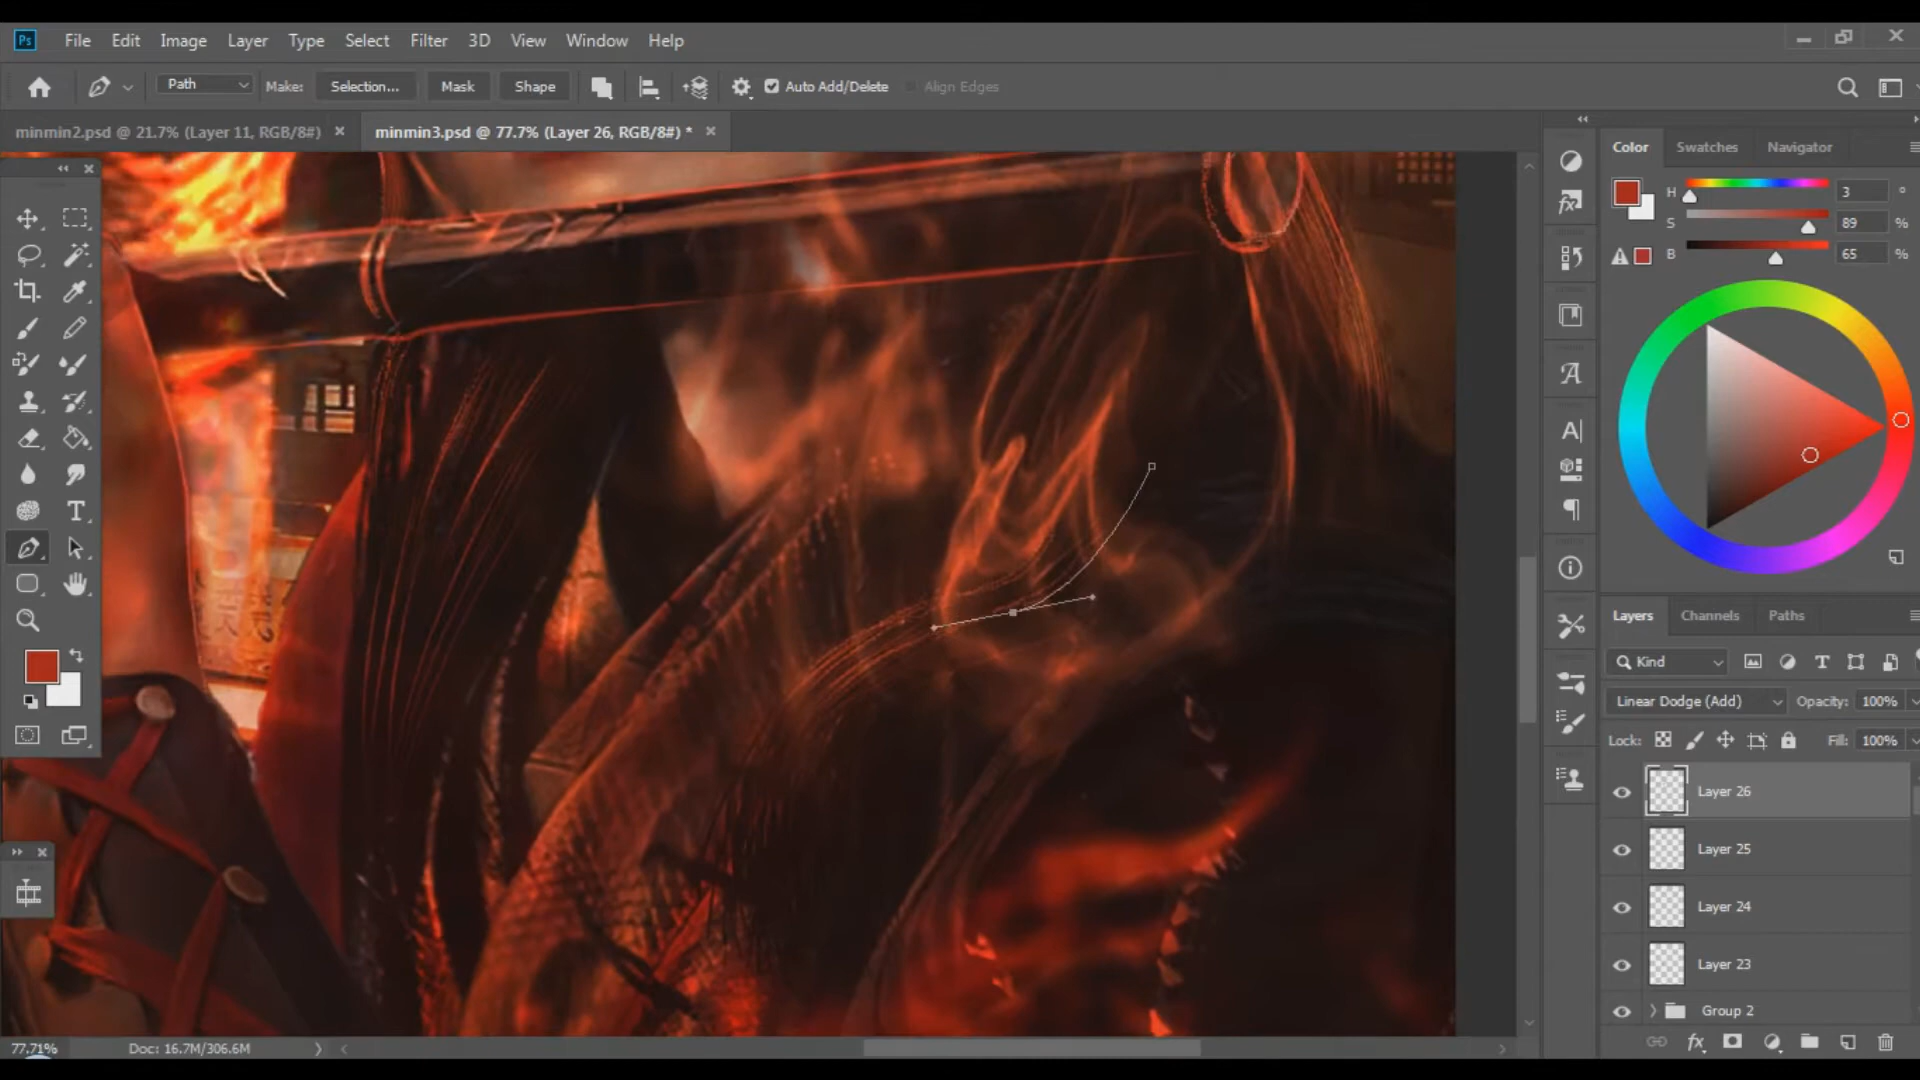 Ps File Edit Image Layer Type Select Filter 3D View Window Help
Path Make: Selection... Mask Shape Auto Add/Delete Align Edges
minmin2.psd @ 21.7% (Layer 11, RGB/8#) × minmin3.psd @ 77.7% (Layer 26, RGB/8#) * ×
Color Swatches Navigator
H 3 °
S 89 %
B 65 %
Layers Channels Paths
Kind
Linear Dodge (Add) Opacity: 100%
Lock: Fill: 100%
Layer 26
Layer 25
Layer 24
Layer 23
Group 2
fx
77.71% Doc: 16.7M/306.6M